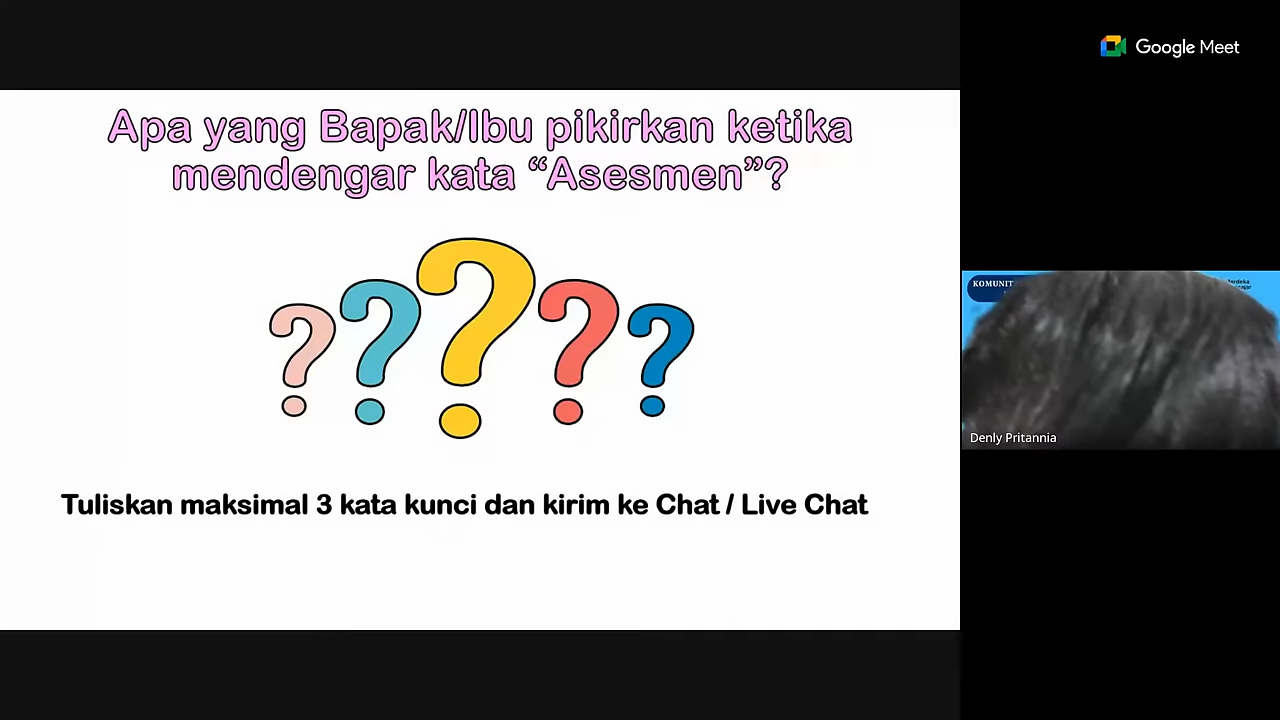 Google Meet
Apa yang Bapak/Ibu pikirkan ketika
mendengar kata “Asesmen”?
Tuliskan maksimal 3 kata kunci dan kirim ke Chat / Live Chat
Denly Pritannia